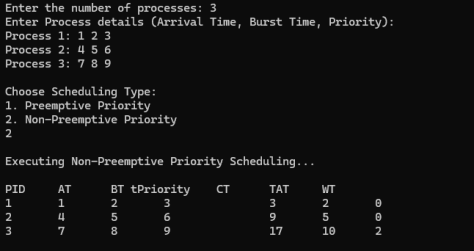 Enter the number of processes: 3
Enter Process details (Arrival Time, Burst Time, Priority):
Process 1: 1 2 3
Process 2: 4 5 6
Process 3: 7 8 9
Choose Scheduling Type:
1. Preemptive Priority
2. Non-Preemptive Priority
2
Executing Non-Preemptive Priority Scheduling...
PID AT BT tPriority CT TAT WT
1 1 2 3 3 2 0
2 4 5 6 9 5 0
3 7 8 9 17 10 2